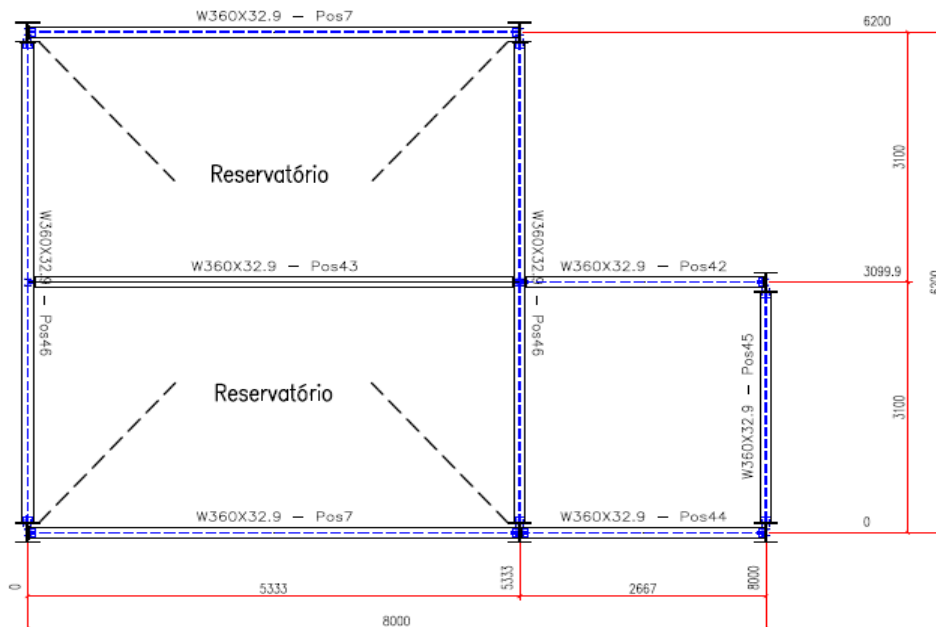 W360X32.9 – Pos7
6200
3100
Reservatório
W360X32.9 – Pos46
W360X32.9 – Pos46
W360X32.9 – Pos43
W360X32.9 – Pos42
3099.9
6200
W360X32.9 – Pos45
3100
Reservatório
W360X32.9 – Pos7
W360X32.9 – Pos44
0
0
5333
5333
2667
8000
8000